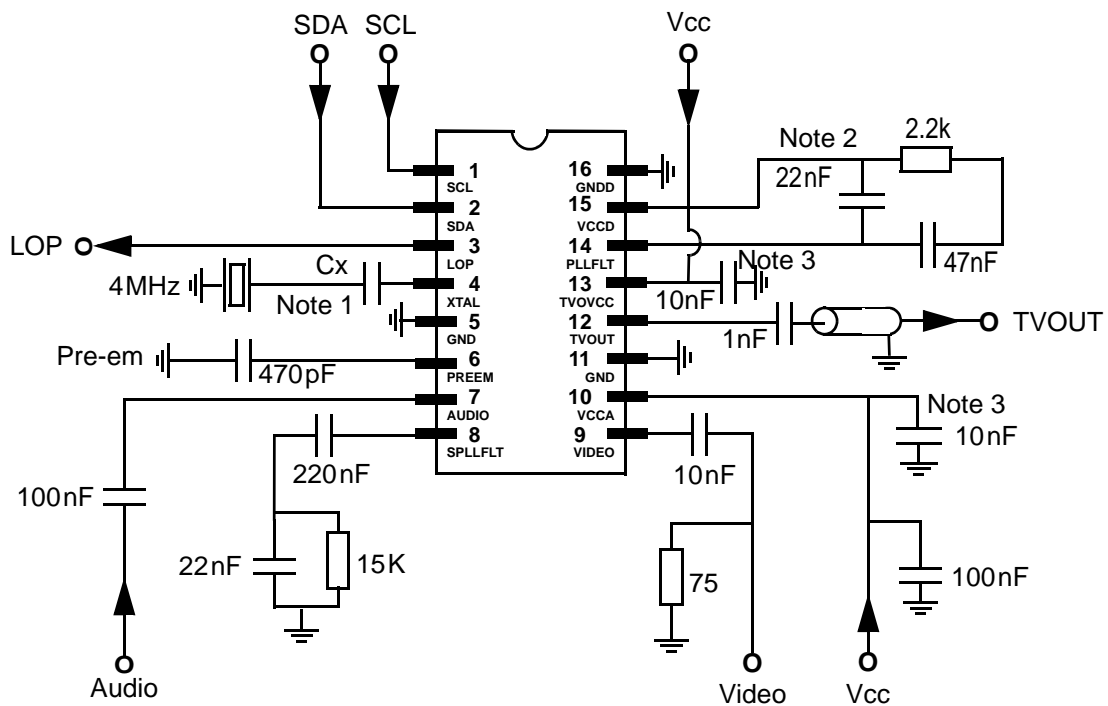 SDA SCL
Vcc
1
SCL
2
SDA
3
LOP
4
XTAL
5
GND
6
PREEM
7
AUDIO
8
SPLLFLT
16
GNDD
15
VCCD
14
PLLFLT
13
TVOVCC
12
TVOUT
11
GND
10
VCCA
9
VIDEO
LOP
4MHz
Cx
Note 1
Pre-em
470pF
220nF
100nF
22nF
15K
Audio
Note 2
22nF
2.2k
47nF
Note 3
10nF
1nF
TVOUT
Note 3
10nF
10nF
75
100nF
Video
Vcc